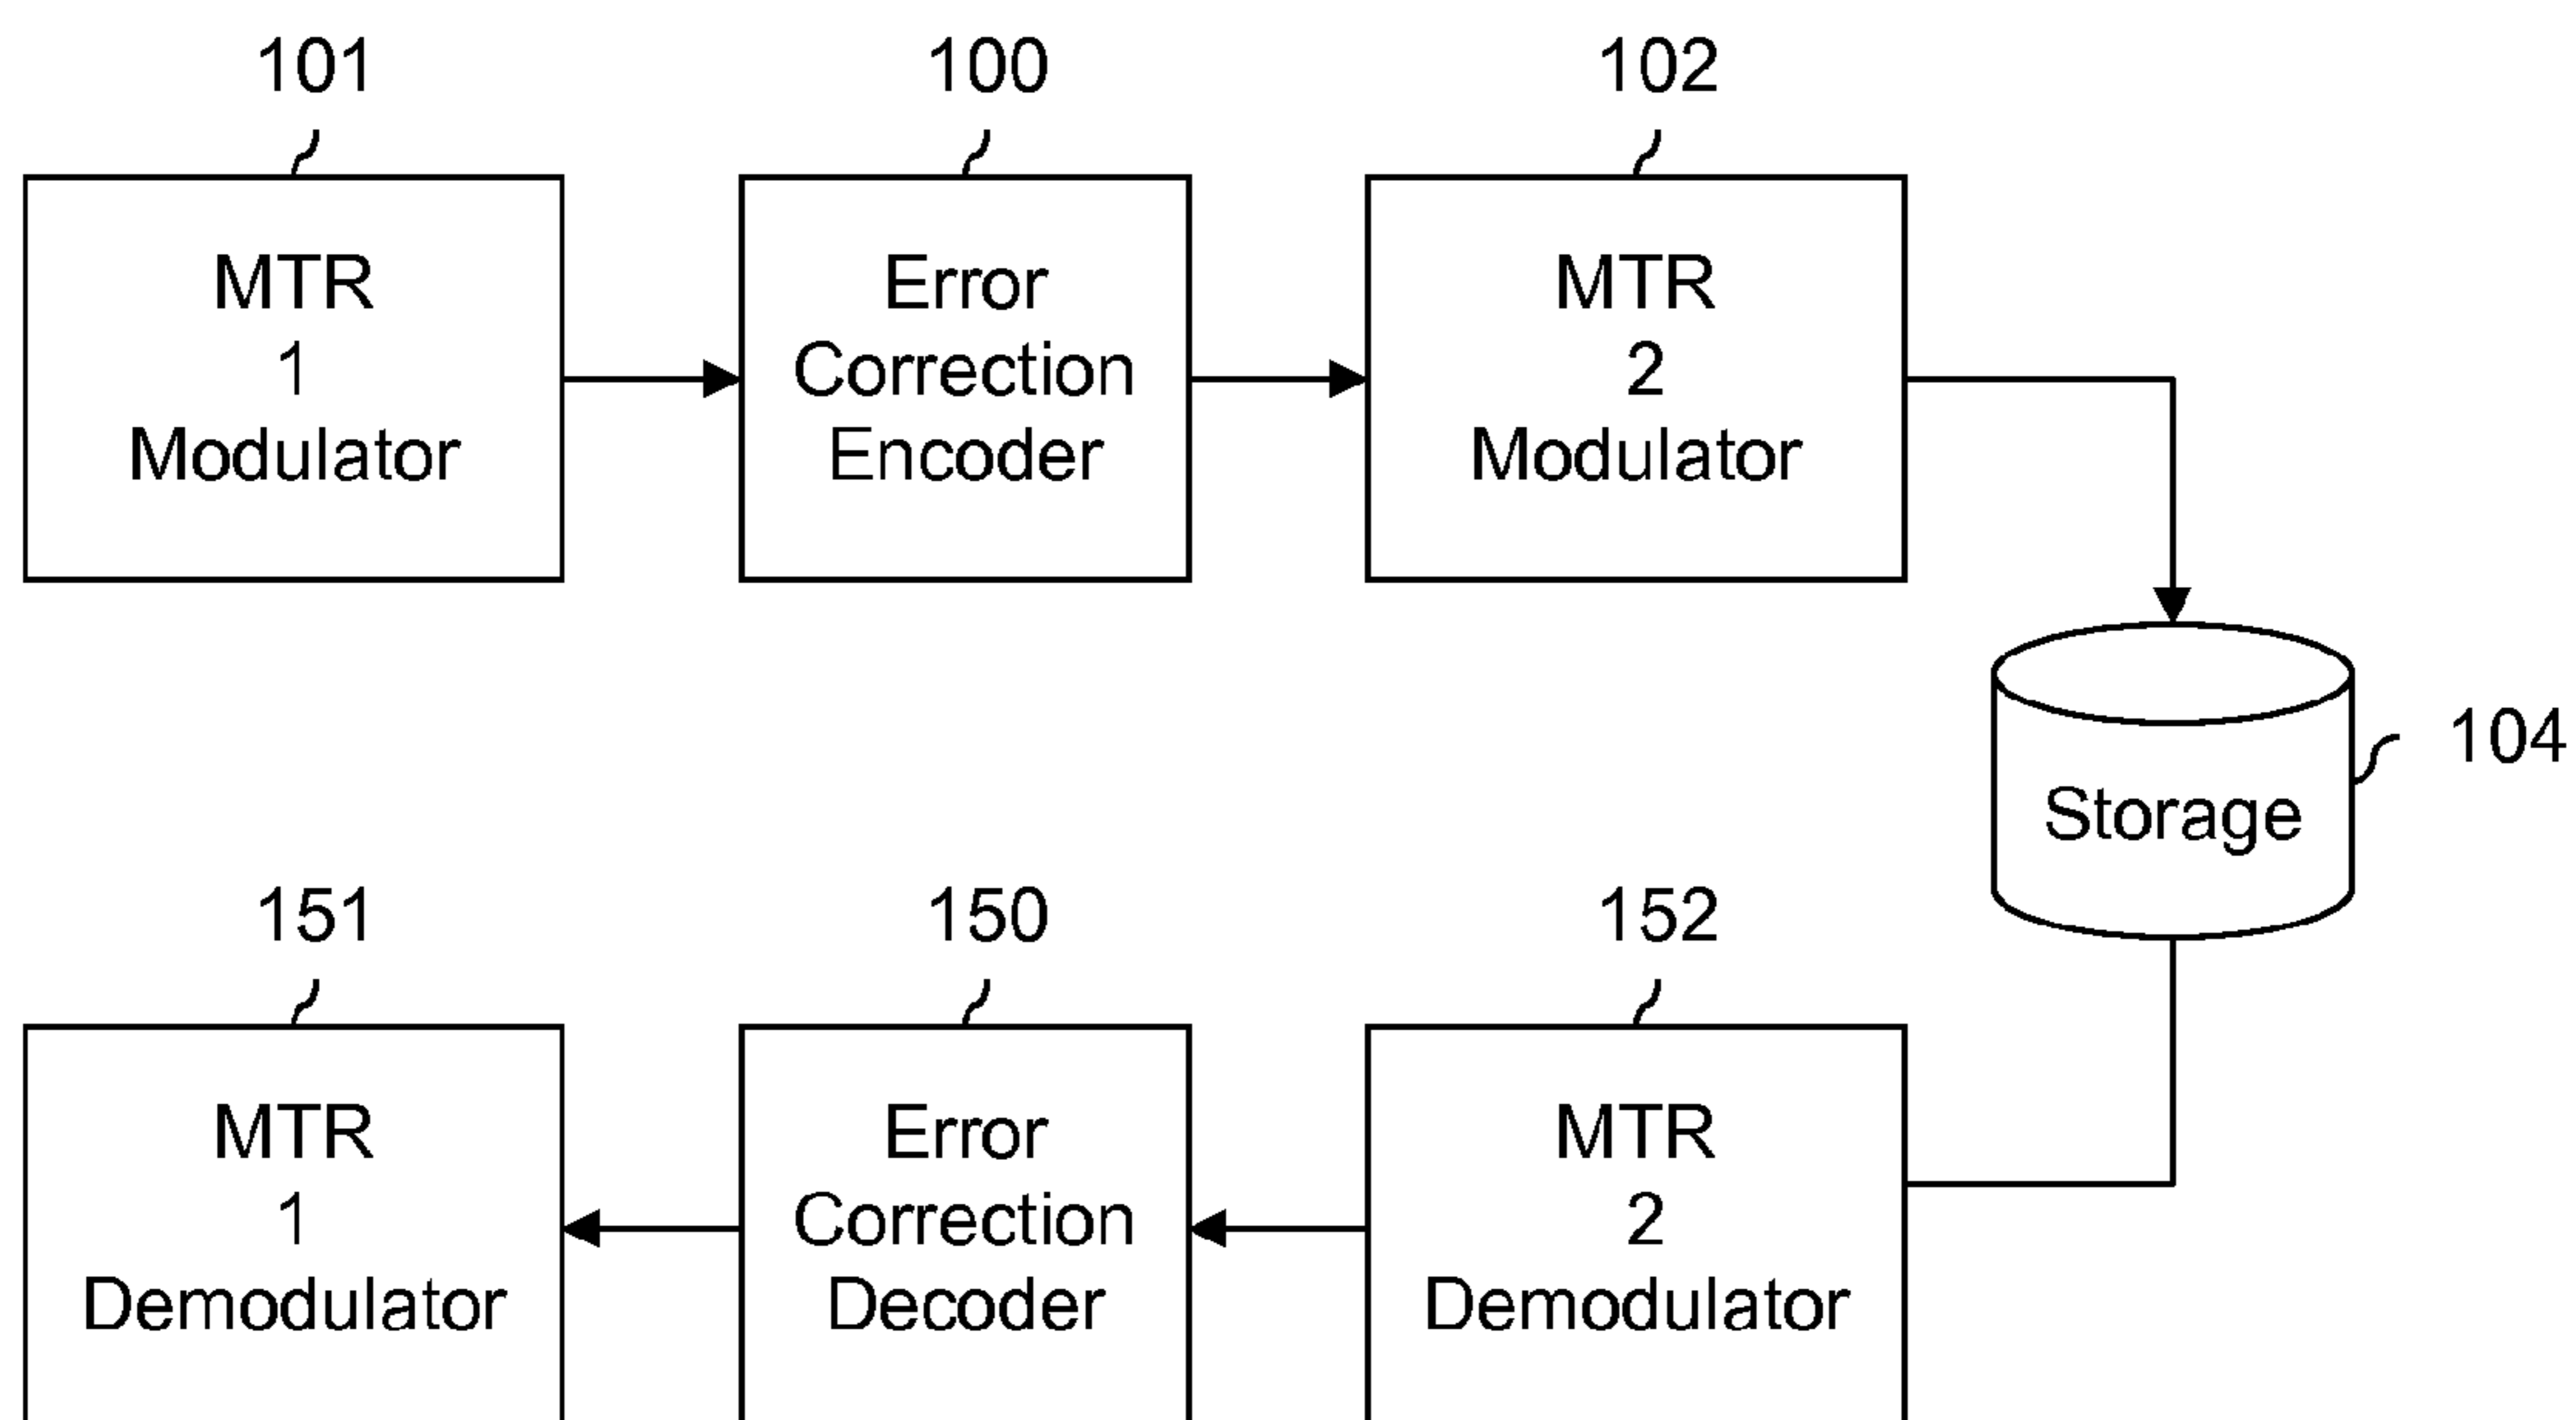 101
100
102
MTR
1
Modulator
Error
Correction
Encoder
MTR
2
Modulator
104
Storage
151
150
152
MTR
1
Demodulator
Error
Correction
Decoder
MTR
2
Demodulator